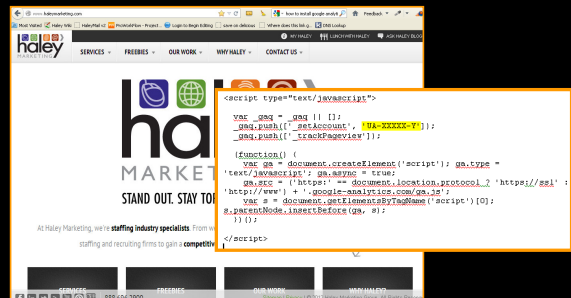 www.haleymarketing.com
how to install google analyti
Feedback
Most Visited
Haley Wiki
HaleyMail v2
ProWorkFlow - Project...
Login to Begin Editing
save on delicious
Where does this link g...
DNS Lookup
MY HALEY
LUNCH WITH HALEY
ASK HALEY BLOG
haley
MARKETING
SERVICES
FREEBIES
OUR WORK
WHY HALEY
CONTACT US
ha
MARKET
STAND OUT. STAY TO
At Haley Marketing, we're staffing industry specialists. From
staffing and recruiting firms to gain a competitiv
<script type="text/javascript">
var _gaq = _gaq || [];
_gaq.push(['_setAccount', 'UA-XXXXX-Y']);
_gaq.push(['_trackPageview']);
(function() {
var ga = document.createElement('script'); ga.type =
'text/javascript'; ga.async = true;
ga.src = ('https:' == document.location.protocol ? 'https://ssl' :
'http://www') + '.google-analytics.com/ga.js';
var s = document.getElementsByTagName('script')[0];
s.parentNode.insertBefore(ga, s);
})();
</script>
SERVICES
FREEBIES
OUR WORK
WHY HALEY?